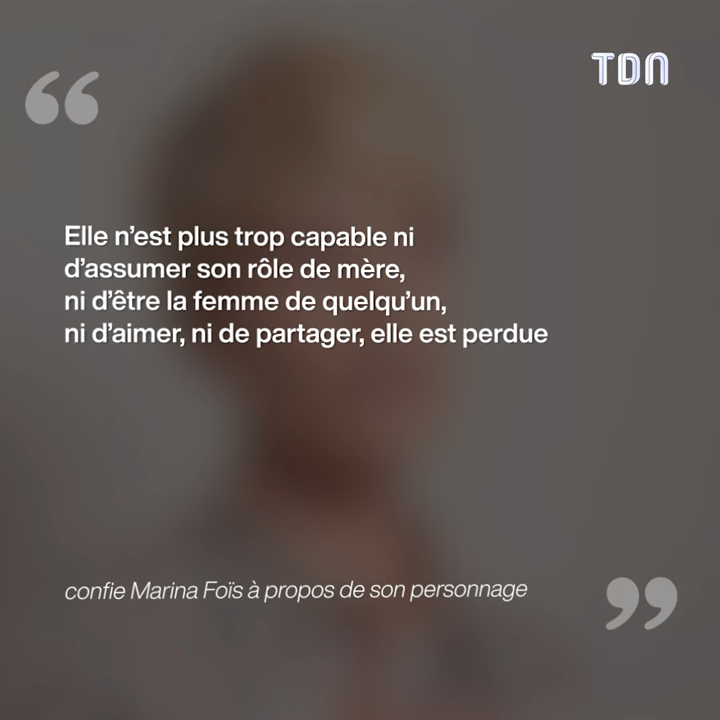 TDN
“
Elle n’est plus trop capable ni
d’assumer son rôle de mère,
ni d’être la femme de quelqu’un,
ni d’aimer, ni de partager, elle est perdue
confie Marina Foïs à propos de son personnage
”